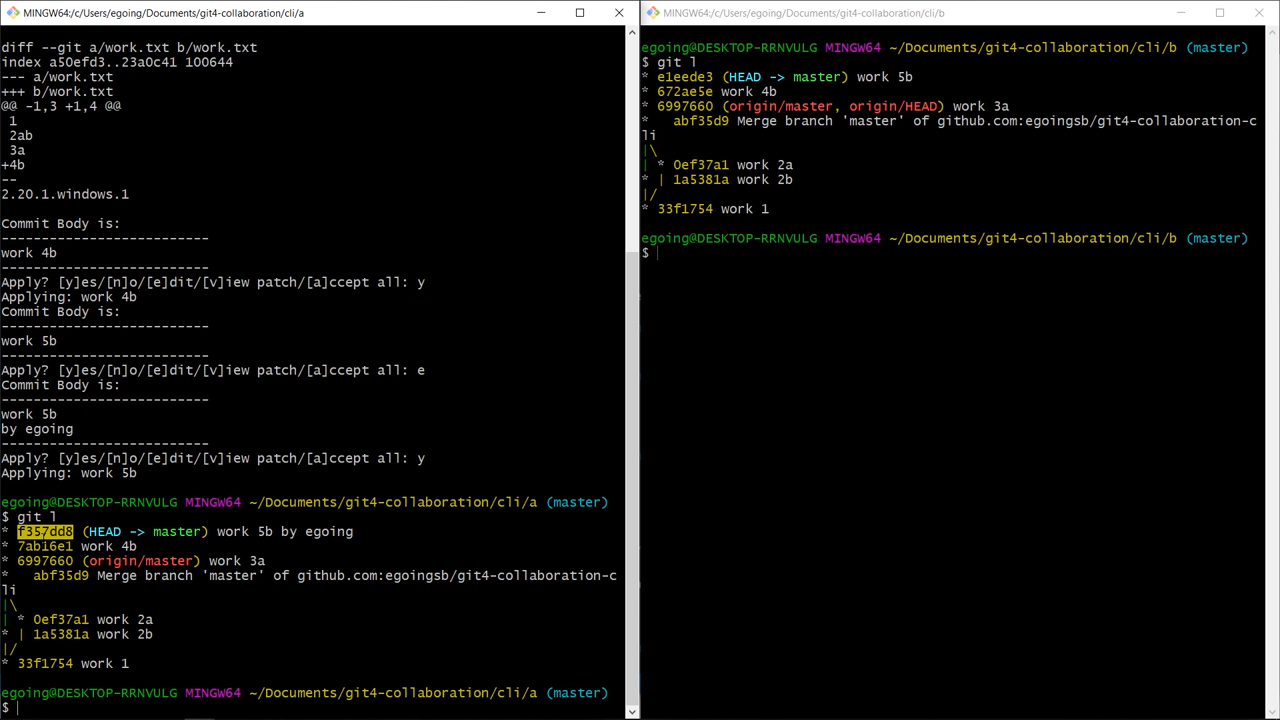 MINGW64:/c/Users/egoing/Documents/git4-collaboration/cli/a
diff --git a/work.txt b/work.txt
index a50efd3..23a0c41 100644
--- a/work.txt
+++ b/work.txt
@@ -1,3 +1,4 @@
1
2ab
3a
+4b
--
2.20.1.windows.1
Commit Body is:
--------------------------
work 4b
--------------------------
Apply? [y]es/[n]o/[e]dit/[v]iew patch/[a]ccept all: y
Applying: work 4b
Commit Body is:
--------------------------
work 5b
--------------------------
Apply? [y]es/[n]o/[e]dit/[v]iew patch/[a]ccept all: e
Commit Body is:
--------------------------
work 5b
by egoing
--------------------------
Apply? [y]es/[n]o/[e]dit/[v]iew patch/[a]ccept all: y
Applying: work 5b
egoing@DESKTOP-RRNVULG MINGW64 ~/Documents/git4-collaboration/cli/a (master)
$ git l
* f357dd8 (HEAD -> master) work 5b by egoing
* 7ab16e1 work 4b
* 6997660 (origin/master) work 3a
*   abf35d9 Merge branch 'master' of github.com:egoingsb/git4-collaboration-c
li
|\
| * 0ef37a1 work 2a
* | 1a5381a work 2b
|/
* 33f1754 work 1
egoing@DESKTOP-RRNVULG MINGW64 ~/Documents/git4-collaboration/cli/a (master)
$
MINGW64:/c/Users/egoing/Documents/git4-collaboration/cli/b
egoing@DESKTOP-RRNVULG MINGW64 ~/Documents/git4-collaboration/cli/b (master)
$ git l
* e1eede3 (HEAD -> master) work 5b
* 672ae5e work 4b
* 6997660 (origin/master, origin/HEAD) work 3a
*   abf35d9 Merge branch 'master' of github.com:egoingsb/git4-collaboration-c
li
|\
| * 0ef37a1 work 2a
* | 1a5381a work 2b
|/
* 33f1754 work 1
egoing@DESKTOP-RRNVULG MINGW64 ~/Documents/git4-collaboration/cli/b (master)
$